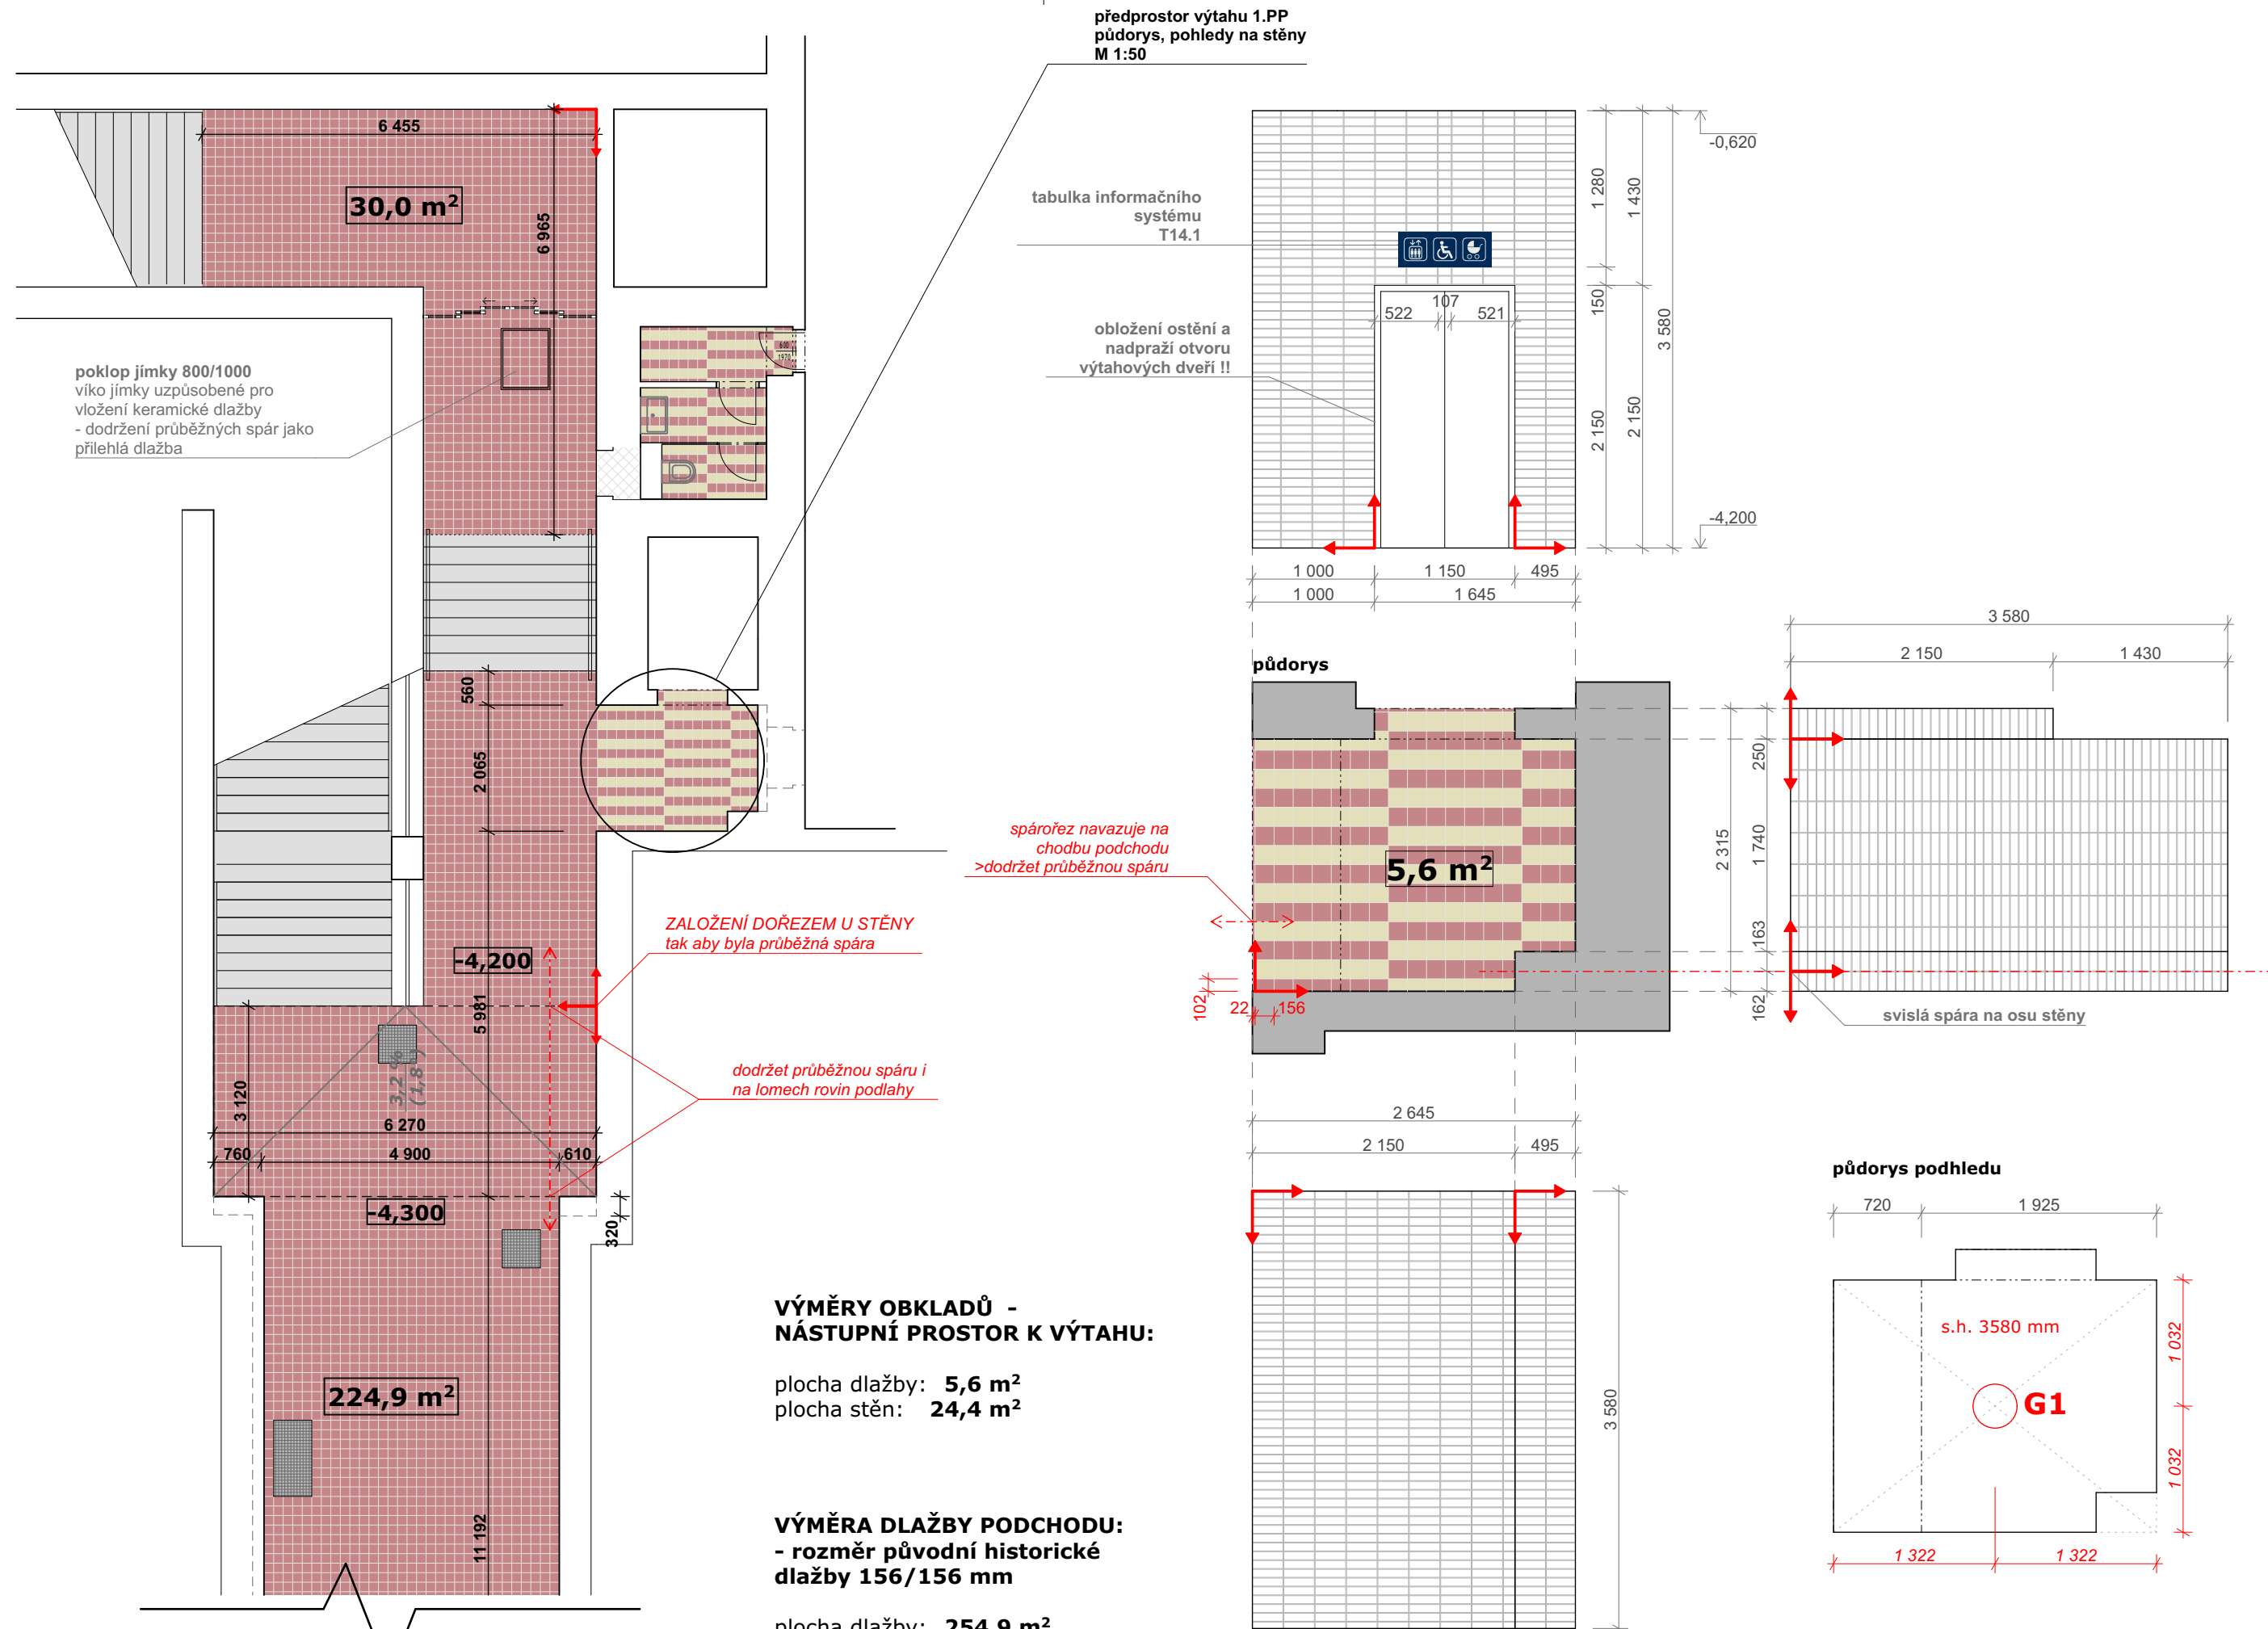 předprostor výtahu 1.PP
půdorys, pohledy na stěny
M 1:50
6 455
30,0 m²
6 965
poklop jímky 800/1000
víko jímky uzpůsobené pro
vložení keramické dlažby
- dodržení průběžných spár jako
přilehlá dlažba
600
1970
560
2 065
-4,200
5 981
3,2 %
(1,8°)
3 120
6 270
760
4 900
610
-4,300
320
224,9 m²
11 192
ZALOŽENÍ DOŘEZEM U STĚNY
tak aby byla průběžná spára
dodržet průběžnou spáru i
na lomech rovin podlahy
VÝMĚRY OBKLADŮ -
NÁSTUPNÍ PROSTOR K VÝTAHU:
plocha dlažby: 5,6 m²
plocha stěn: 24,4 m²
VÝMĚRA DLAŽBY PODCHODU:
- rozměr původní historické
dlažby 156/156 mm
plocha dlažby: 254,9 m²
tabulka informačního
systému
T14.1
obložení ostění a
nadpraží otvoru
výtahových dveří !!
107
522
521
1 280
150
2 150
1 430
2 150
3 580
-0,620
-4,200
1 000
1 150
495
1 000
1 645
půdorys
5,6 m²
spárořez navazuje na
chodbu podchodu
>dodržet průběžnou spáru
102
22
156
3 580
2 150
1 430
2 315
250
1 740
163
162
svislá spára na osu stěny
2 645
2 150
495
3 580
půdorys podhledu
720
1 925
s.h. 3580 mm
G1
1 032
1 032
1 322
1 322